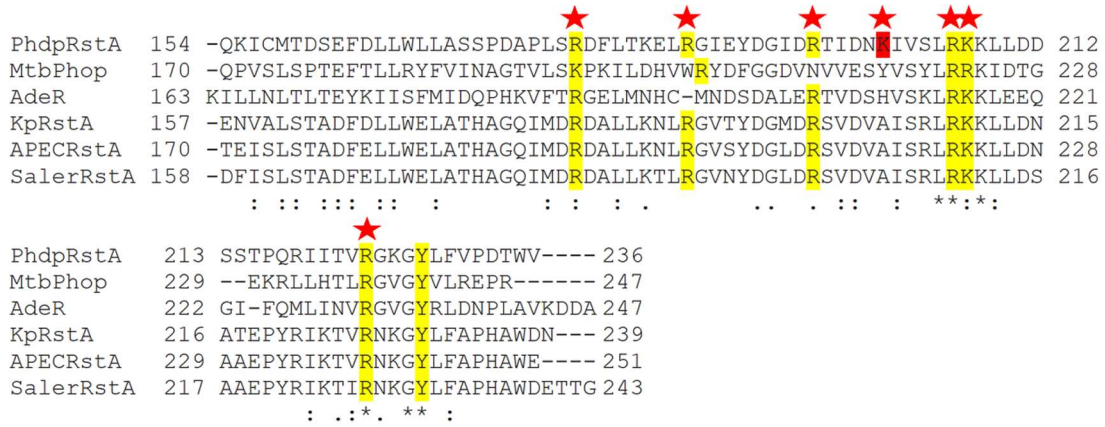 PhdpRstA 154 -QKICMTDSEFDLLWLLASSPDAPLSRDFLTKELRGIEYDGIDRTIDNKIVSLRKKLLDD 212
MtbPhop 170 -QPVSLSPTEFTLLRYFVINAGTVLSKPKILDHVWRYDFGGDVNVVESYVSYLRRKIDTG 228
AdeR 163 KILLNLTLTEYKIISFMIDQPHKVFTRGELMNHC-MNDSDALERTVDSHVSKLRKKLEEQ 221
KpRstA 157 -ENVALSTADFDLLWELATHAGQIMDRDALLKNLRGVTYDGMDRSVDVAISRLRKKLLDN 215
APECRstA 170 -TEISLSTADFELLWELATHAGQIMDRDALLKNLRGVSYDGLDRSVDVAISRLRKKLLDN 228
SalerRstA 158 -DFISLSTADFELLWELATHAGQIMDRDALLKTLRGVNYDGLDRSVDVAISRLRKKLLDS 216
: :: ::: :: : : : : . .. . :: : **:*:
PhdpRstA 213 SSTPQRIITVRGKGYLFVPDTWV---- 236
MtbPhop 229 --EKRLLHTLRGVGYVLREPR------ 247
AdeR 222 GI-FQMLINVRGVGYRLDNPLAVKDDA 247
KpRstA 216 ATEPYRIKTVRNKGYLFAPHAWDN--- 239
APECRstA 229 AAEPYRIKTVRNKGYLFAPHAWE---- 251
SalerRstA 217 AAEPYRIKTIRNKGYLFAPHAWDETTG 243
: .:*. ** :